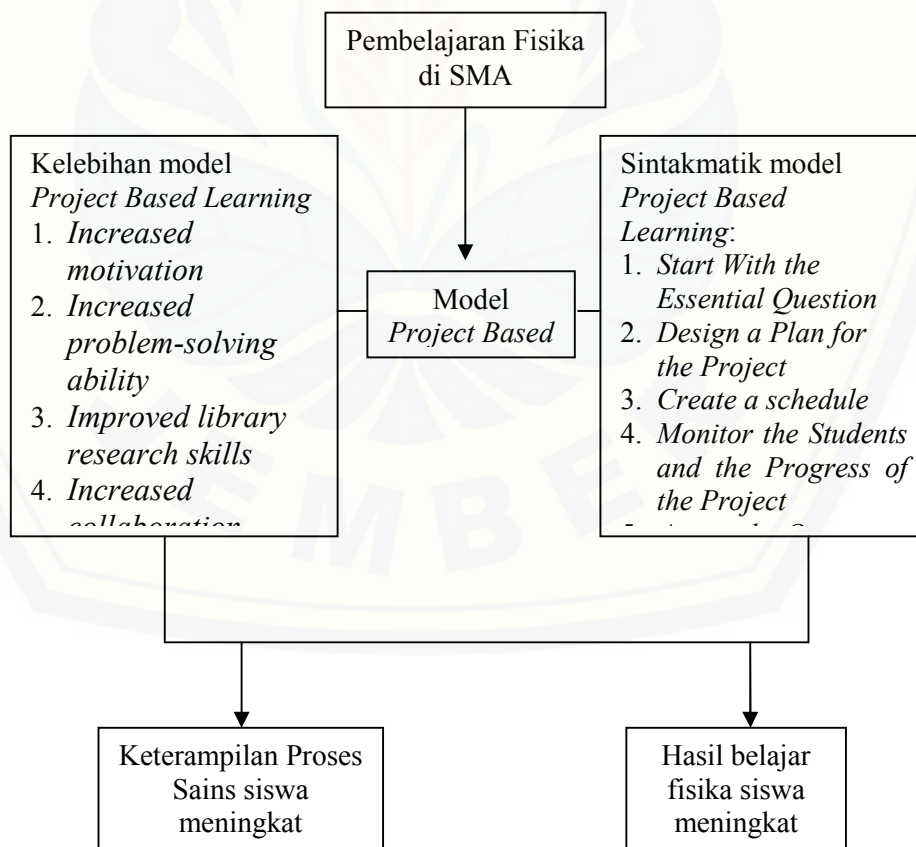 Pembelajaran Fisika
di SMA
Kelebihan model
Project Based Learning
1. Increased
motivation
2. Increased
problem-solving
ability
3. Improved library
research skills
4. Increased
collaboration
Model
Project Based
Sintakmatik model
Project Based
Learning:
1. Start With the
Essential Question
2. Design a Plan for
the Project
3. Create a schedule
4. Monitor the Students
and the Progress of
the Project
Keterampilan Proses
Sains siswa
meningkat
Hasil belajar
fisika siswa
meningkat